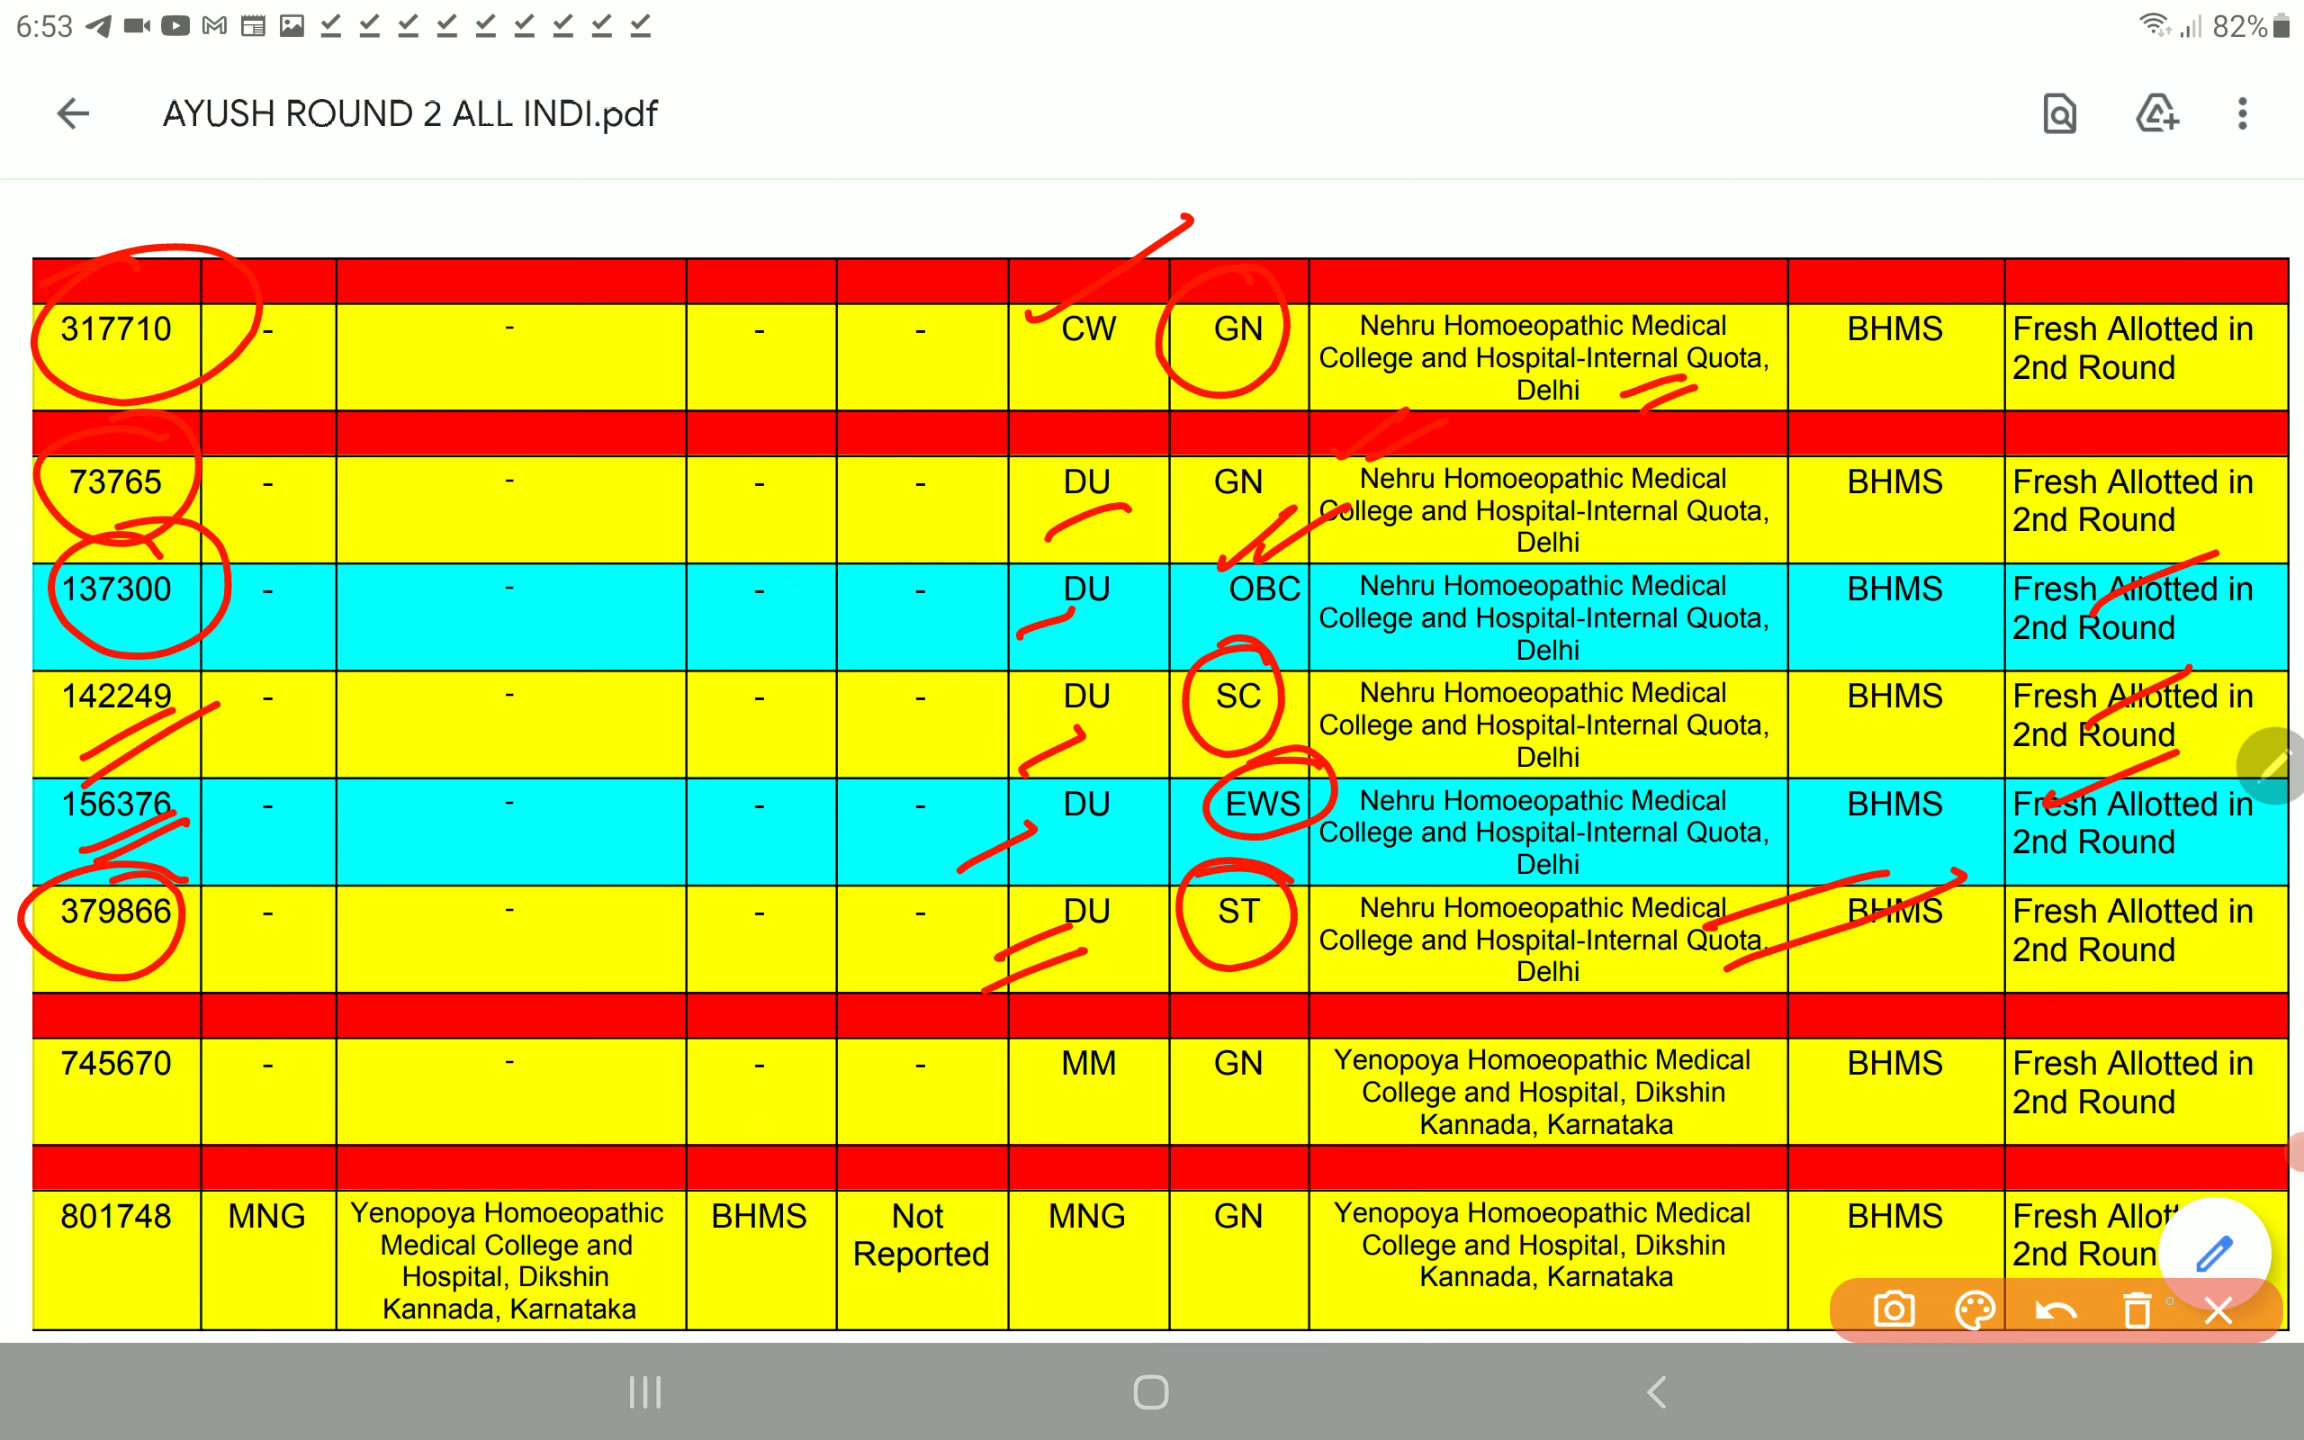 6:53
82%
AYUSH ROUND 2 ALL INDI.pdf
317710 - - - - CW GN Nehru Homoeopathic Medical College and Hospital-Internal Quota, Delhi BHMS Fresh Allotted in 2nd Round
73765 - - - - DU GN Nehru Homoeopathic Medical College and Hospital-Internal Quota, Delhi BHMS Fresh Allotted in 2nd Round
137300 - - - - DU OBC Nehru Homoeopathic Medical College and Hospital-Internal Quota, Delhi BHMS Fresh Allotted in 2nd Round
142249 - - - - DU SC Nehru Homoeopathic Medical College and Hospital-Internal Quota, Delhi BHMS Fresh Allotted in 2nd Round
156376 - - - - DU EWS Nehru Homoeopathic Medical College and Hospital-Internal Quota, Delhi BHMS Fresh Allotted in 2nd Round
379866 - - - - DU ST Nehru Homoeopathic Medical College and Hospital-Internal Quota, Delhi BHMS Fresh Allotted in 2nd Round
745670 - - - - MM GN Yenopoya Homoeopathic Medical College and Hospital, Dikshin Kannada, Karnataka BHMS Fresh Allotted in 2nd Round
801748 MNG Yenopoya Homoeopathic Medical College and Hospital, Dikshin Kannada, Karnataka BHMS Not Reported MNG GN Yenopoya Homoeopathic Medical College and Hospital, Dikshin Kannada, Karnataka BHMS Fresh Allot 2nd Roun